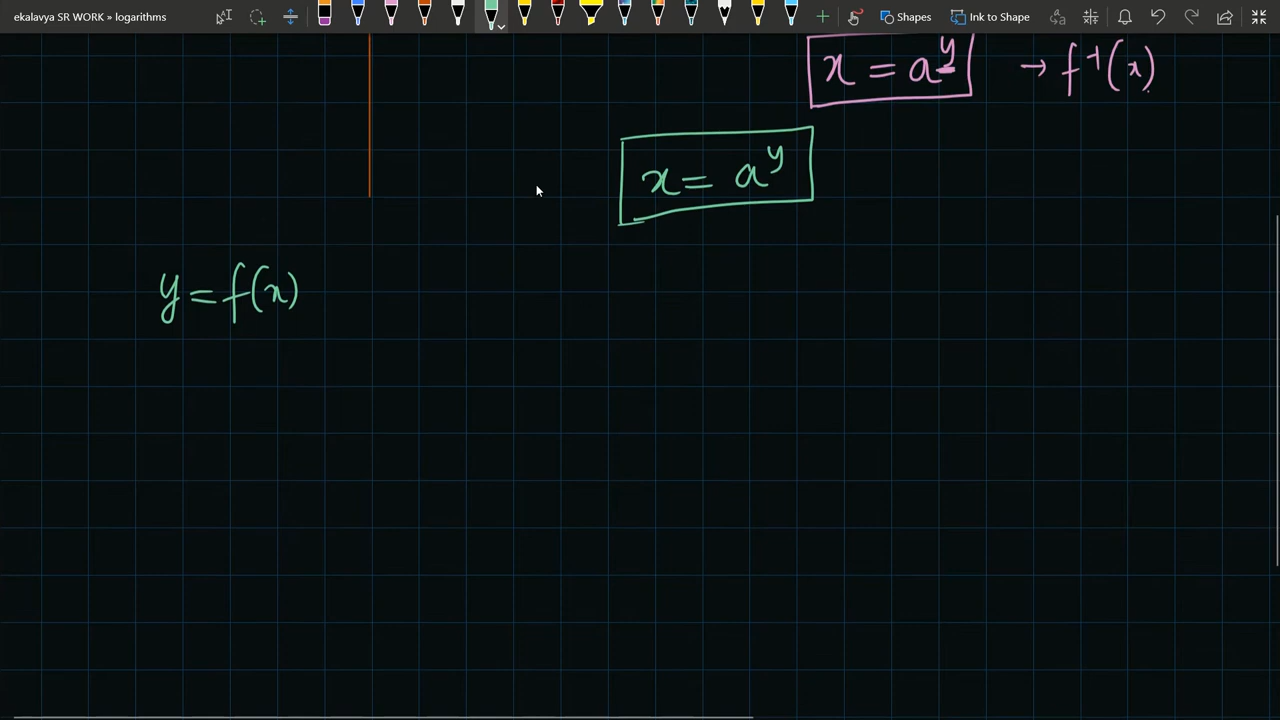 ekalavya SR WORK » logarithms
Shapes
Ink to Shape
x = a^y → f⁻¹(x)
x = a^y
y = f(x)